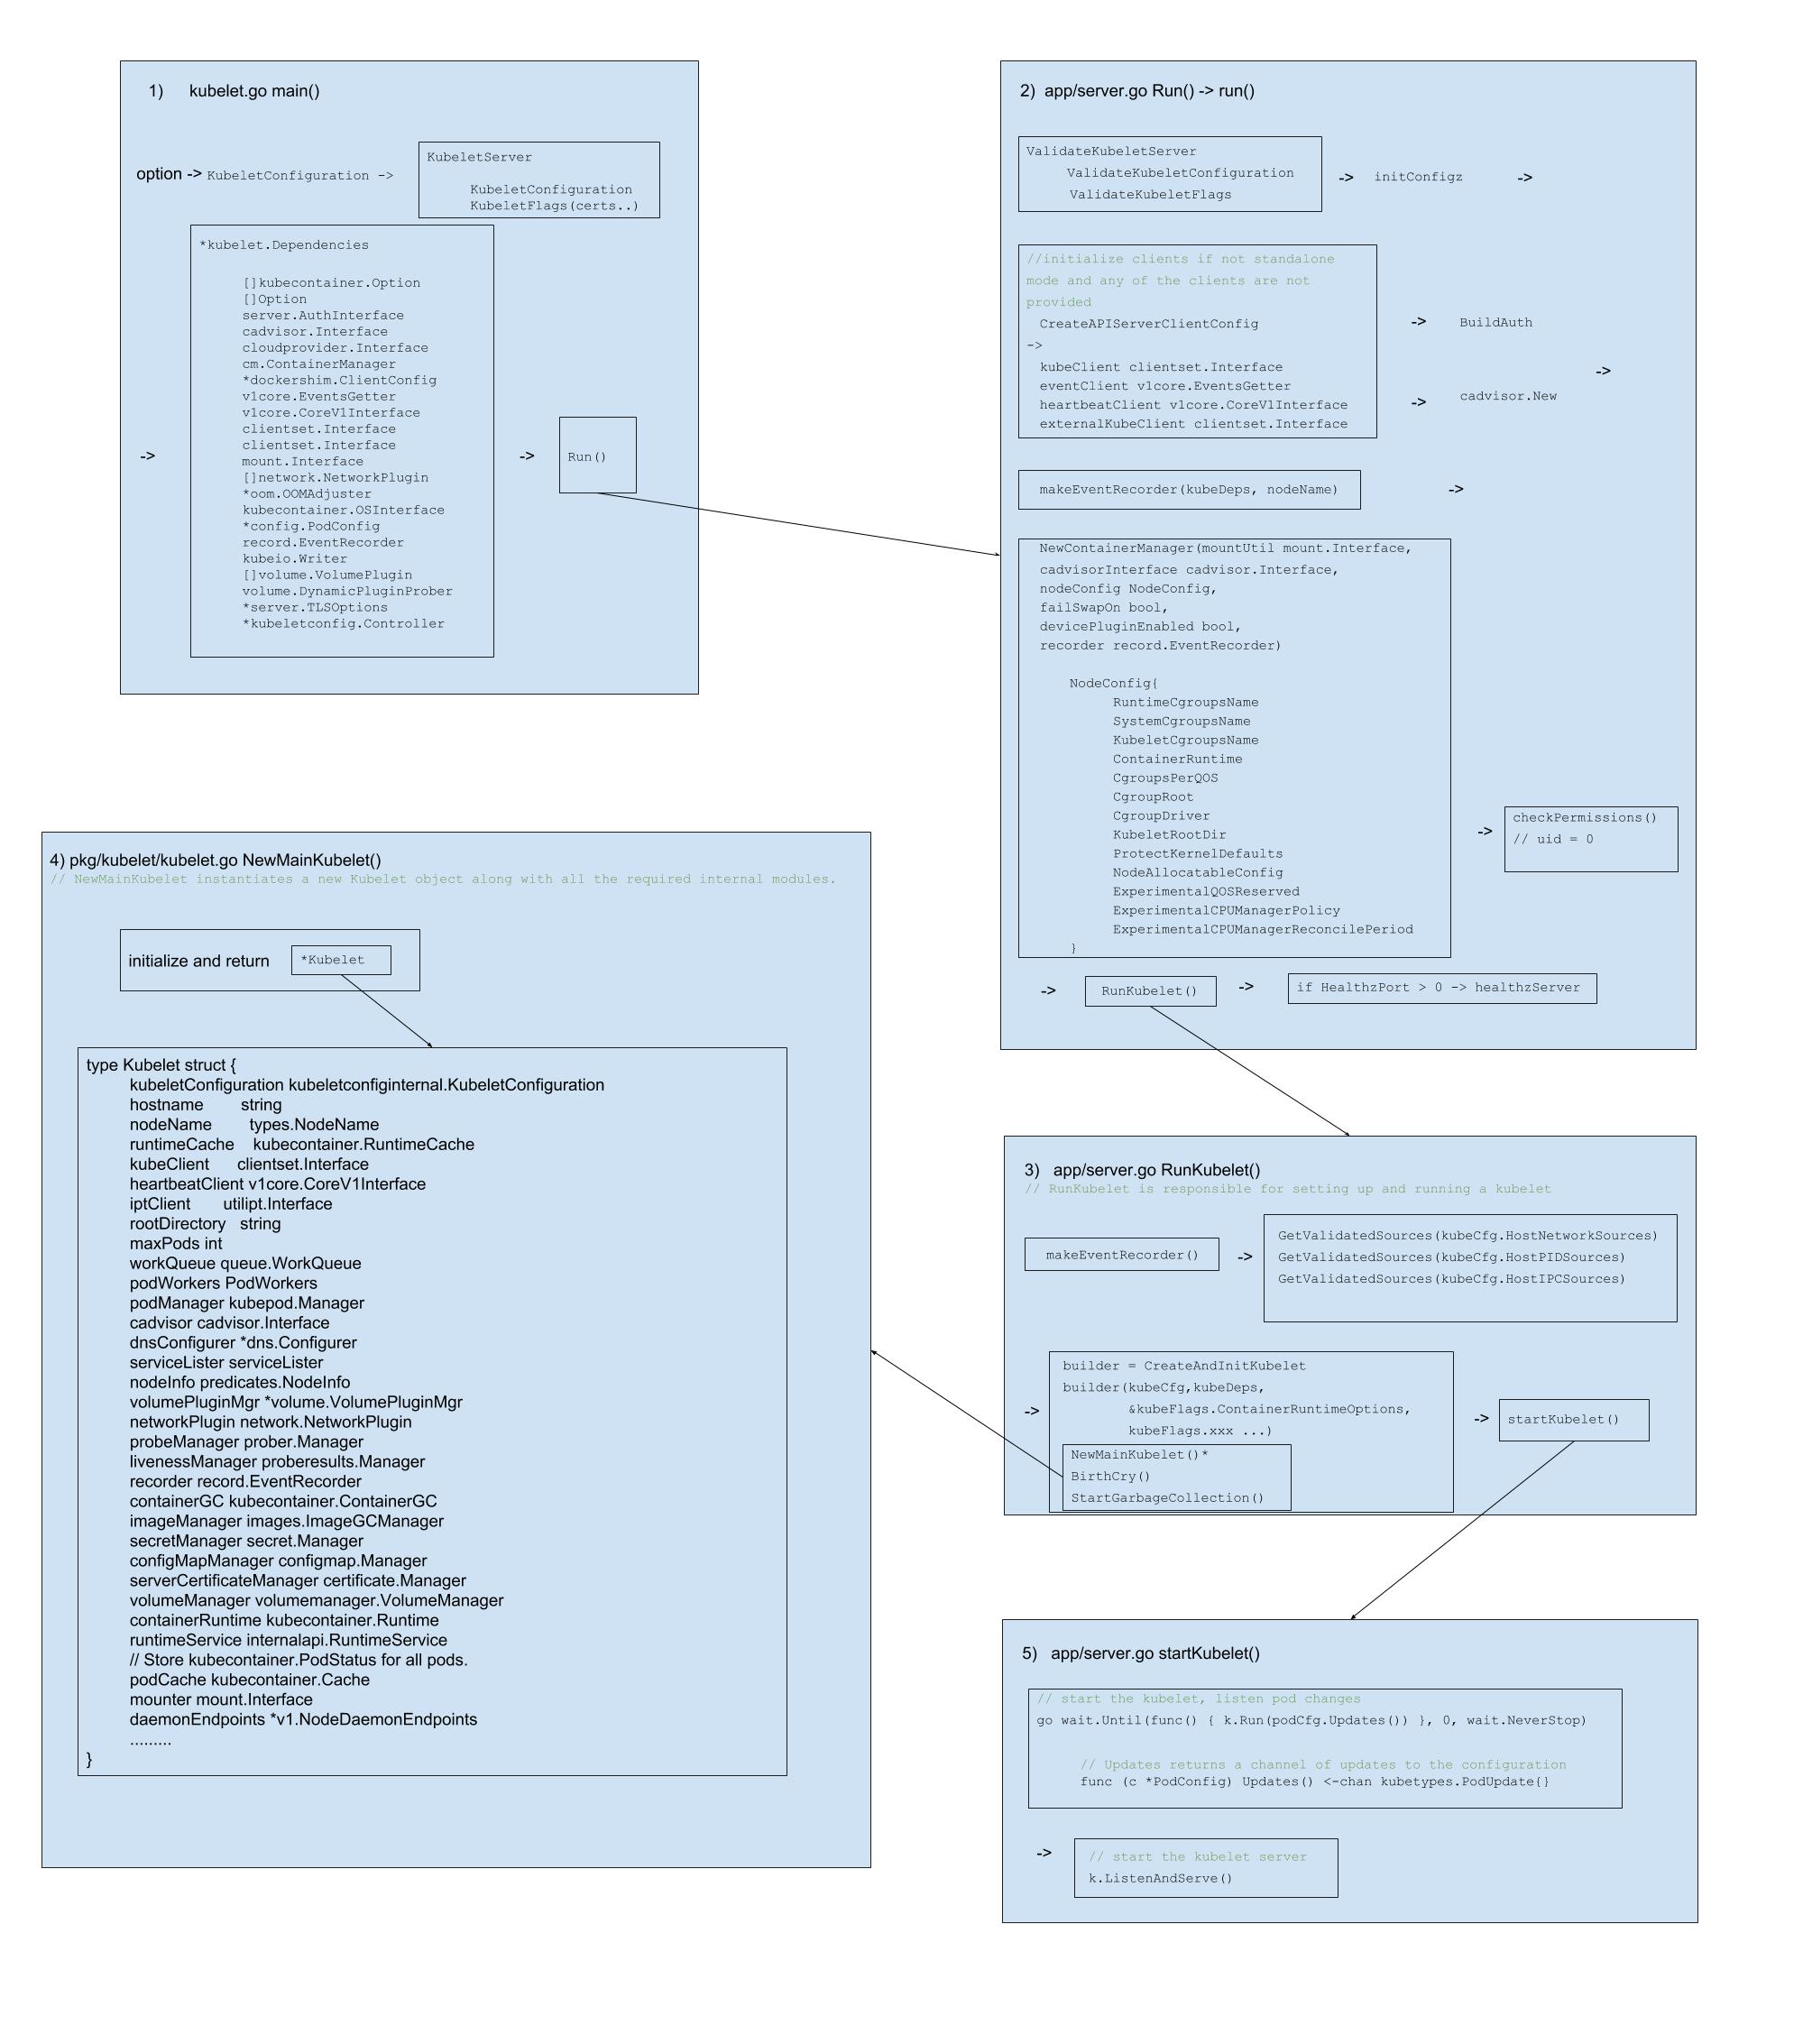 1) kubelet.go main()
option -> KubeletConfiguration ->
KubeletServer
KubeletConfiguration
KubeletFlags(certs..)
->
*kubelet.Dependencies
[]kubecontainer.Option
[]Option
server.AuthInterface
cadvisor.Interface
cloudprovider.Interface
cm.ContainerManager
*dockershim.ClientConfig
v1core.EventsGetter
v1core.CoreV1Interface
clientset.Interface
clientset.Interface
mount.Interface
[]network.NetworkPlugin
*oom.OOMAdjuster
kubecontainer.OSInterface
*config.PodConfig
record.EventRecorder
kubeio.Writer
[]volume.VolumePlugin
volume.DynamicPluginProber
*server.TLSOptions
*kubeletconfig.Controller
->
Run()
2) app/server.go Run() -> run()
ValidateKubeletServer
ValidateKubeletConfiguration
ValidateKubeletFlags
-> initConfigz ->
//initialize clients if not standalone
mode and any of the clients are not
provided
CreateAPIServerClientConfig
->
kubeClient clientset.Interface
eventClient v1core.EventsGetter
heartbeatClient v1core.CoreV1Interface
externalKubeClient clientset.Interface
-> BuildAuth
-> cadvisor.New
->
makeEventRecorder(kubeDeps, nodeName)
->
NewContainerManager(mountUtil mount.Interface,
cadvisorInterface cadvisor.Interface,
nodeConfig NodeConfig,
failSwapOn bool,
devicePluginEnabled bool,
recorder record.EventRecorder)
NodeConfig{
RuntimeCgroupsName
SystemCgroupsName
KubeletCgroupsName
ContainerRuntime
CgroupsPerQOS
CgroupRoot
CgroupDriver
KubeletRootDir
ProtectKernelDefaults
NodeAllocatableConfig
ExperimentalQOSReserved
ExperimentalCPUManagerPolicy
ExperimentalCPUManagerReconcilePeriod
}
->
checkPermissions()
// uid = 0
-> RunKubelet() -> if HealthzPort > 0 -> healthzServer
3) app/server.go RunKubelet()
// RunKubelet is responsible for setting up and running a kubelet
makeEventRecorder()
->
GetValidatedSources(kubeCfg.HostNetworkSources)
GetValidatedSources(kubeCfg.HostPIDSources)
GetValidatedSources(kubeCfg.HostIPCSources)
->
builder = CreateAndInitKubelet
builder(kubeCfg,kubeDeps,
&kubeFlags.ContainerRuntimeOptions,
kubeFlags.xxx ...)
NewMainKubelet()*
BirthCry()
StartGarbageCollection()
-> startKubelet()
4) pkg/kubelet/kubelet.go NewMainKubelet()
// NewMainKubelet instantiates a new Kubelet object along with all the required internal modules.
initialize and return *Kubelet
type Kubelet struct {
kubeletConfiguration kubeletconfiginternal.KubeletConfiguration
hostname string
nodeName types.NodeName
runtimeCache kubecontainer.RuntimeCache
kubeClient clientset.Interface
heartbeatClient v1core.CoreV1Interface
iptClient utilipt.Interface
rootDirectory string
maxPods int
workQueue queue.WorkQueue
podWorkers PodWorkers
podManager kubepod.Manager
cadvisor cadvisor.Interface
dnsConfigurer *dns.Configurer
serviceLister serviceLister
nodeInfo predicates.NodeInfo
volumePluginMgr *volume.VolumePluginMgr
networkPlugin network.NetworkPlugin
probeManager prober.Manager
livenessManager proberesults.Manager
recorder record.EventRecorder
containerGC kubecontainer.ContainerGC
imageManager images.ImageGCManager
secretManager secret.Manager
configMapManager configmap.Manager
serverCertificateManager certificate.Manager
volumeManager volumemanager.VolumeManager
containerRuntime kubecontainer.Runtime
runtimeService internalapi.RuntimeService
// Store kubecontainer.PodStatus for all pods.
podCache kubecontainer.Cache
mounter mount.Interface
daemonEndpoints *v1.NodeDaemonEndpoints
.........
}
5) app/server.go startKubelet()
// start the kubelet, listen pod changes
go wait.Until(func() { k.Run(podCfg.Updates()) }, 0, wait.NeverStop)
// Updates returns a channel of updates to the configuration
func (c *PodConfig) Updates() <-chan kubetypes.PodUpdate{}
->
// start the kubelet server
k.ListenAndServe()